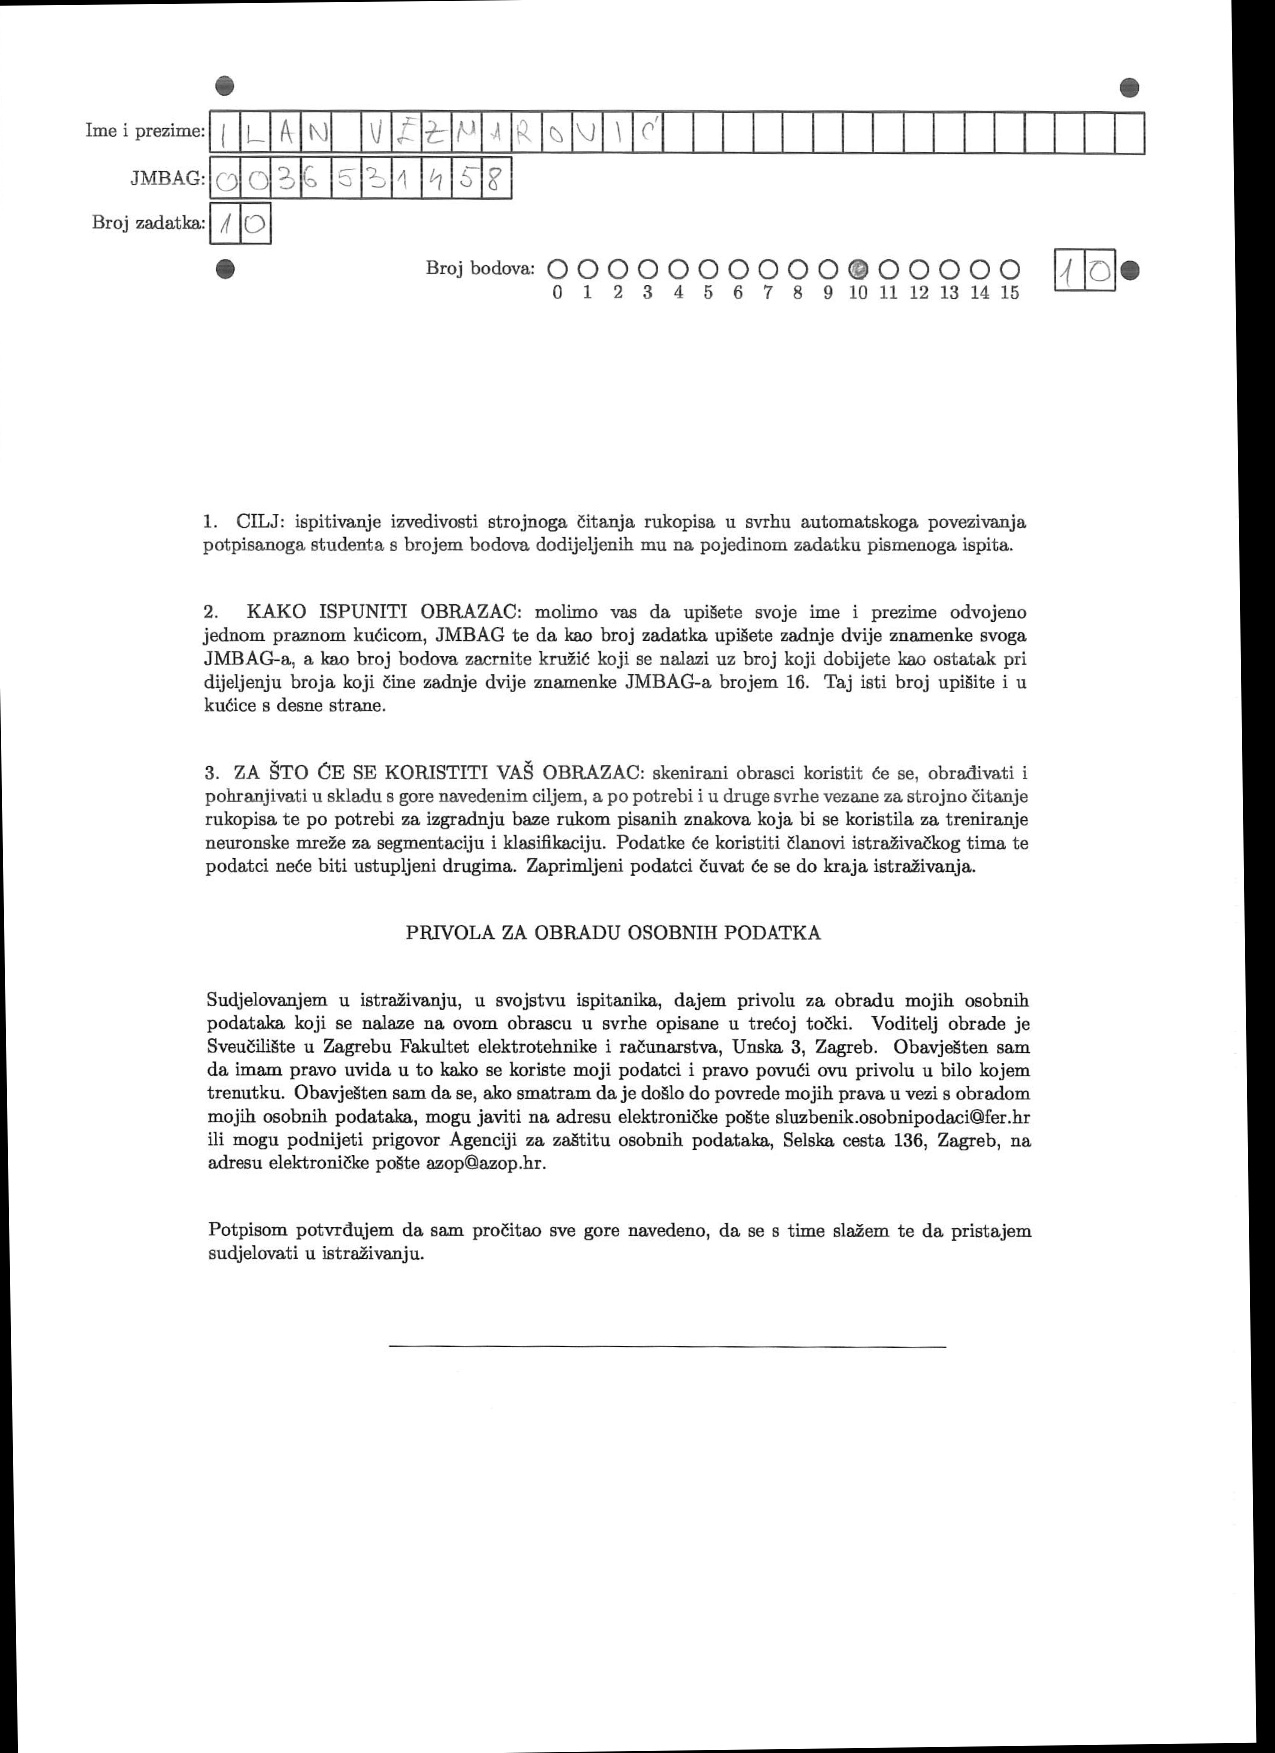 Ime i prezime: ILAN VEZMAROVIĆ
JMBAG: 0036531458
Broj zadatka: 10
Broj bodova: 10
0 1 2 3 4 5 6 7 8 9 10 11 12 13 14 15
1. CILJ: ispitivanje izvedivosti strojnoga čitanja rukopisa u svrhu automatskoga povezivanja
potpisanoga studenta s brojem bodova dodijeljenih mu na pojedinom zadatku pismenoga ispita.
2. KAKO ISPUNITI OBRAZAC: molimo vas da upišete svoje ime i prezime odvojeno
jednom praznom kućicom, JMBAG te da kao broj zadatka upišete zadnje dvije znamenke svoga
JMBAG-a, a kao broj bodova zacrnite kružić koji se nalazi uz broj koji dobijete kao ostatak pri
dijeljenju broja koji čine zadnje dvije znamenke JMBAG-a brojem 16. Taj isti broj upišite i u
kućice s desne strane.
3. ZA ŠTO ĆE SE KORISTITI VAŠ OBRAZAC: skenirani obrasci koristit će se, obrađivati i
pohranjivati u skladu s gore navedenim ciljem, a po potrebi i u druge svrhe vezane za strojno čitanje
rukopisa te po potrebi za izgradnju baze rukom pisanih znakova koja bi se koristila za treniranje
neuronske mreže za segmentaciju i klasifikaciju. Podatke će koristiti članovi istraživačkog tima te
podatci neće biti ustupljeni drugima. Zaprimljeni podatci čuvat će se do kraja istraživanja.
PRIVOLA ZA OBRADU OSOBNIH PODATKA
Sudjelovanjem u istraživanju, u svojstvu ispitanika, dajem privolu za obradu mojih osobnih
podataka koji se nalaze na ovom obrascu u svrhe opisane u trećoj točki. Voditelj obrade je
Sveučilište u Zagrebu Fakultet elektrotehnike i računarstva, Unska 3, Zagreb. Obavješten sam
da imam pravo uvida u to kako se koriste moji podatci i pravo povući ovu privolu u bilo kojem
trenutku. Obavješten sam da se, ako smatram da je došlo do povrede mojih prava u vezi s obradom
mojih osobnih podataka, mogu javiti na adresu elektroničke pošte sluzbenik.osobnipodaci@fer.hr
ili mogu podnijeti prigovor Agenciji za zaštitu osobnih podataka, Selska cesta 136, Zagreb, na
adresu elektroničke pošte azop@azop.hr.
Potpisom potvrđujem da sam pročitao sve gore navedeno, da se s time slažem te da pristajem
sudjelovati u istraživanju.